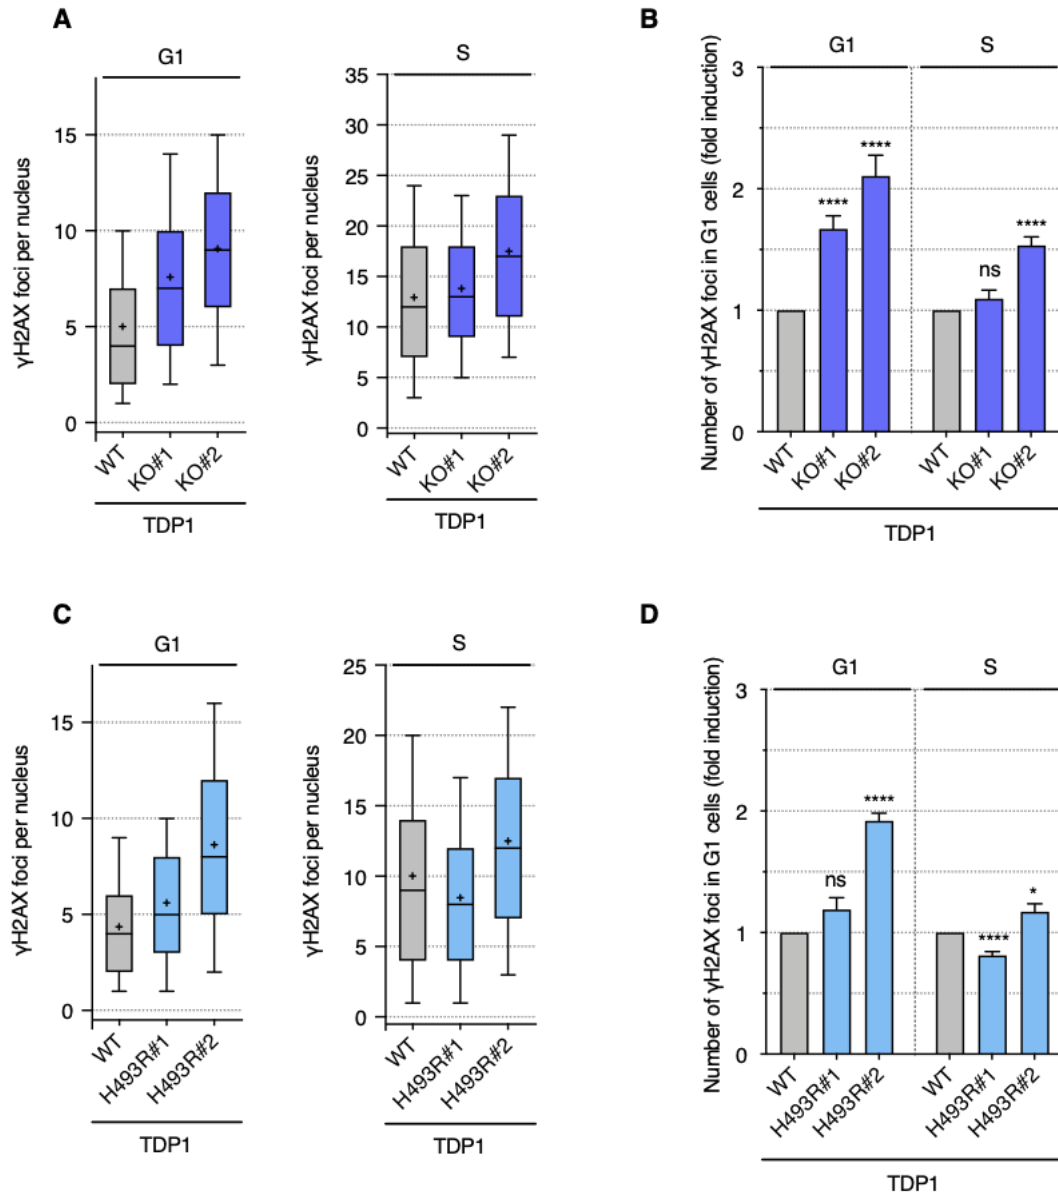 A
G1
γH2AX foci per nucleus
15
10
5
0
WT
KO#1
KO#2
TDP1
S
γH2AX foci per nucleus
35
30
25
20
15
10
5
0
WT
KO#1
KO#2
TDP1
B
G1
S
Number of γH2AX foci in G1 cells (fold induction)
3
2
1
0
****
****
ns
****
WT
KO#1
KO#2
WT
KO#1
KO#2
TDP1
C
G1
γH2AX foci per nucleus
15
10
5
0
WT
H493R#1
H493R#2
TDP1
S
γH2AX foci per nucleus
25
20
15
10
5
0
WT
H493R#1
H493R#2
TDP1
D
G1
S
Number of γH2AX foci in G1 cells (fold induction)
3
2
1
0
ns
****
****
*
WT
H493R#1
H493R#2
WT
H493R#1
H493R#2
TDP1